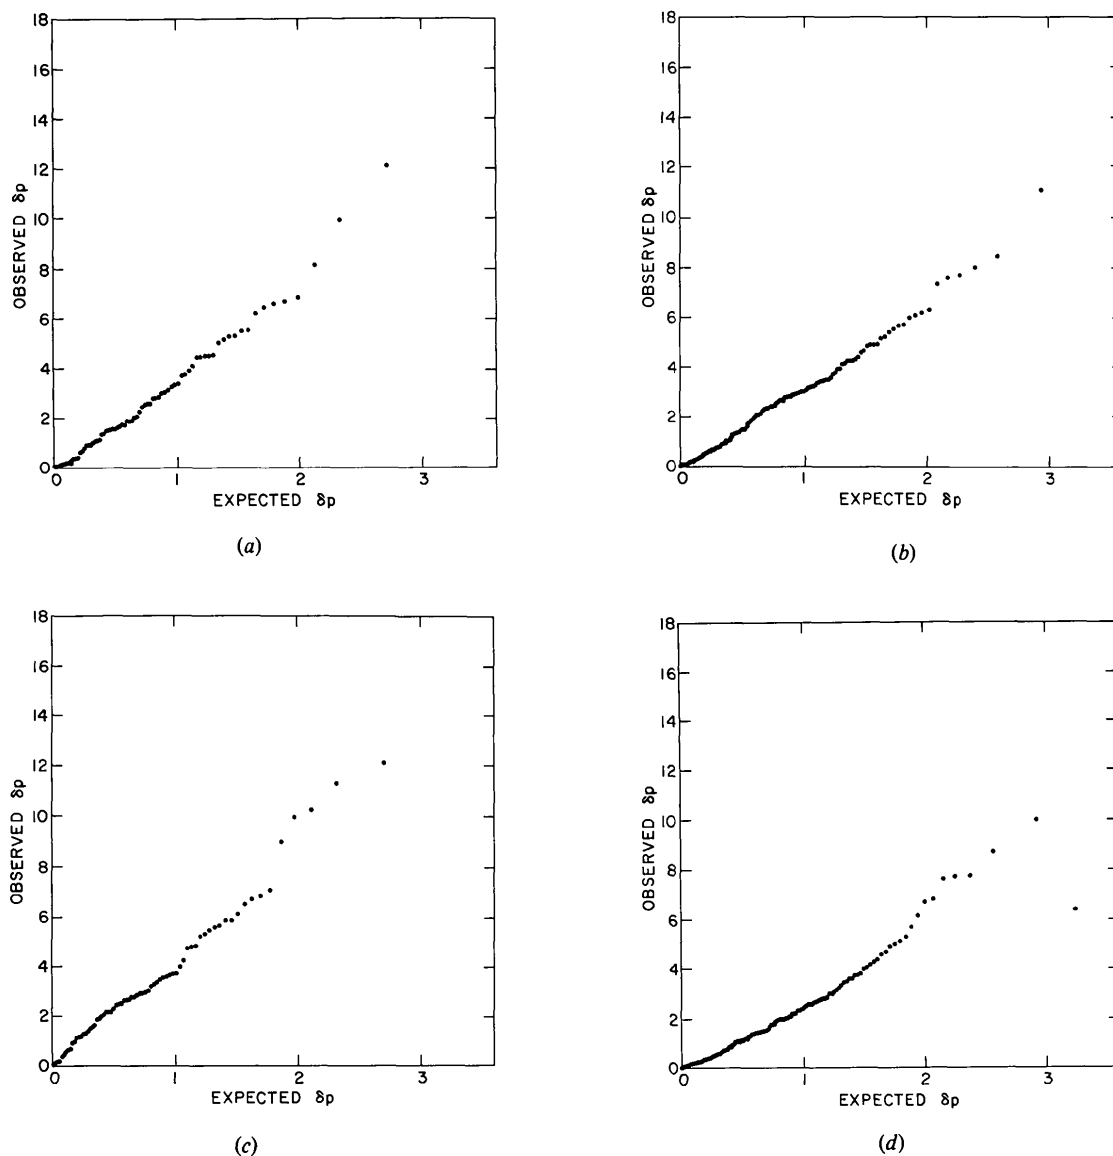 18
16
14
12
10
8
6
4
2
0
OBSERVED δp
0 1 2 3
EXPECTED δp
(a)
18
16
14
12
10
8
6
4
2
0
OBSERVED δp
0 1 2 3
EXPECTED δp
(b)
18
16
14
12
10
8
6
4
2
0
OBSERVED δp
0 1 2 3
EXPECTED δp
(c)
18
16
14
12
10
8
6
4
2
0
OBSERVED δp
0 1 2 3
EXPECTED δp
(d)